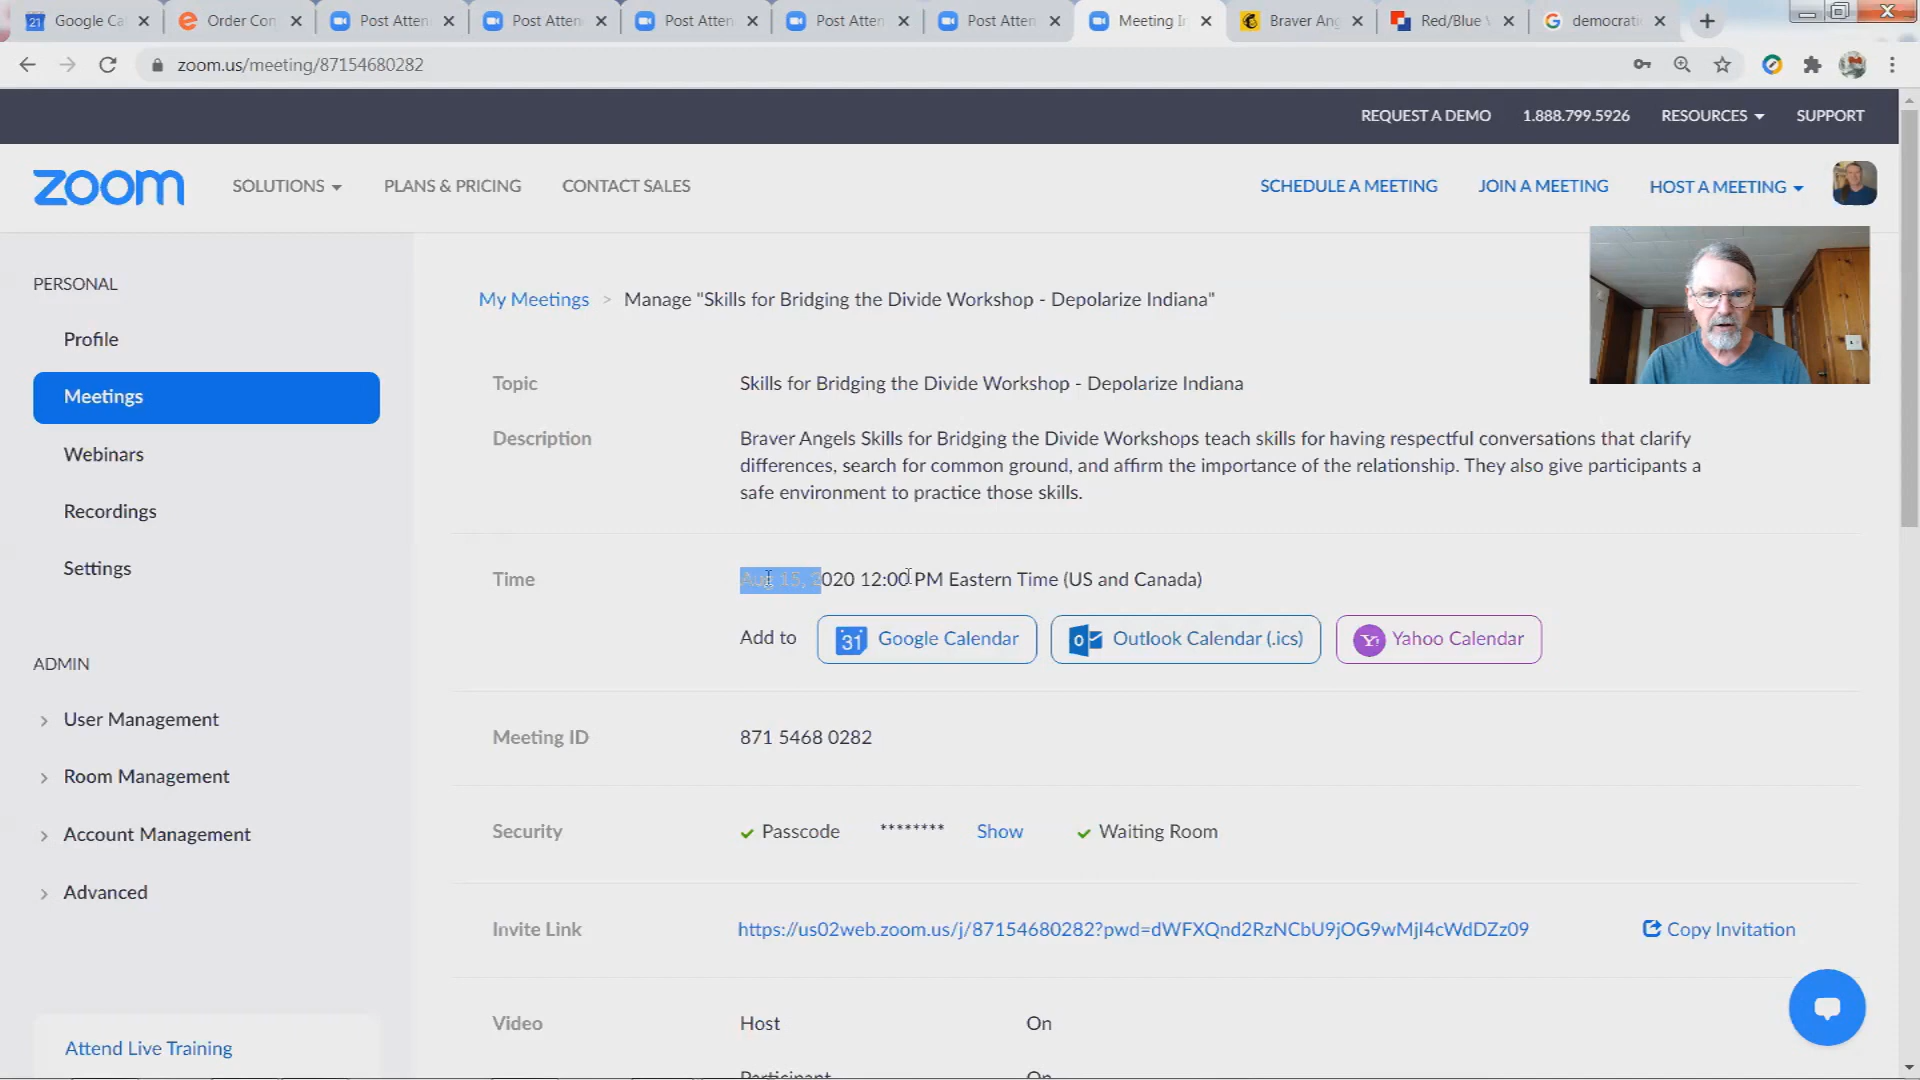 Google Ca
Order Con
Post Atten
Post Atten
Post Atten
Post Atten
Post Atten
Meeting In
Braver Ang
Red/Blue
democrati
zoom.us/meeting/87154680282
REQUEST A DEMO
1.888.799.5926
RESOURCES
SUPPORT
zoom
SOLUTIONS
PLANS & PRICING
CONTACT SALES
SCHEDULE A MEETING
JOIN A MEETING
HOST A MEETING
PERSONAL
Profile
Meetings
Webinars
Recordings
Settings
ADMIN
User Management
Room Management
Account Management
Advanced
Attend Live Training
My Meetings > Manage "Skills for Bridging the Divide Workshop - Depolarize Indiana"
Topic
Skills for Bridging the Divide Workshop - Depolarize Indiana
Description
Braver Angels Skills for Bridging the Divide Workshops teach skills for having respectful conversations that clarify
differences, search for common ground, and affirm the importance of the relationship. They also give participants a
safe environment to practice those skills.
Time
Aug 15, 2020 12:00 PM Eastern Time (US and Canada)
Add to
31
Google Calendar
Outlook Calendar (.ics)
Yahoo Calendar
Meeting ID
871 5468 0282
Security
Passcode
********
Show
Waiting Room
Invite Link
https://us02web.zoom.us/j/87154680282?pwd=dWFXQnd2RzNCbU9jOG9wMjI4cWdDZz09
Copy Invitation
Video
Host
On
Participant
On